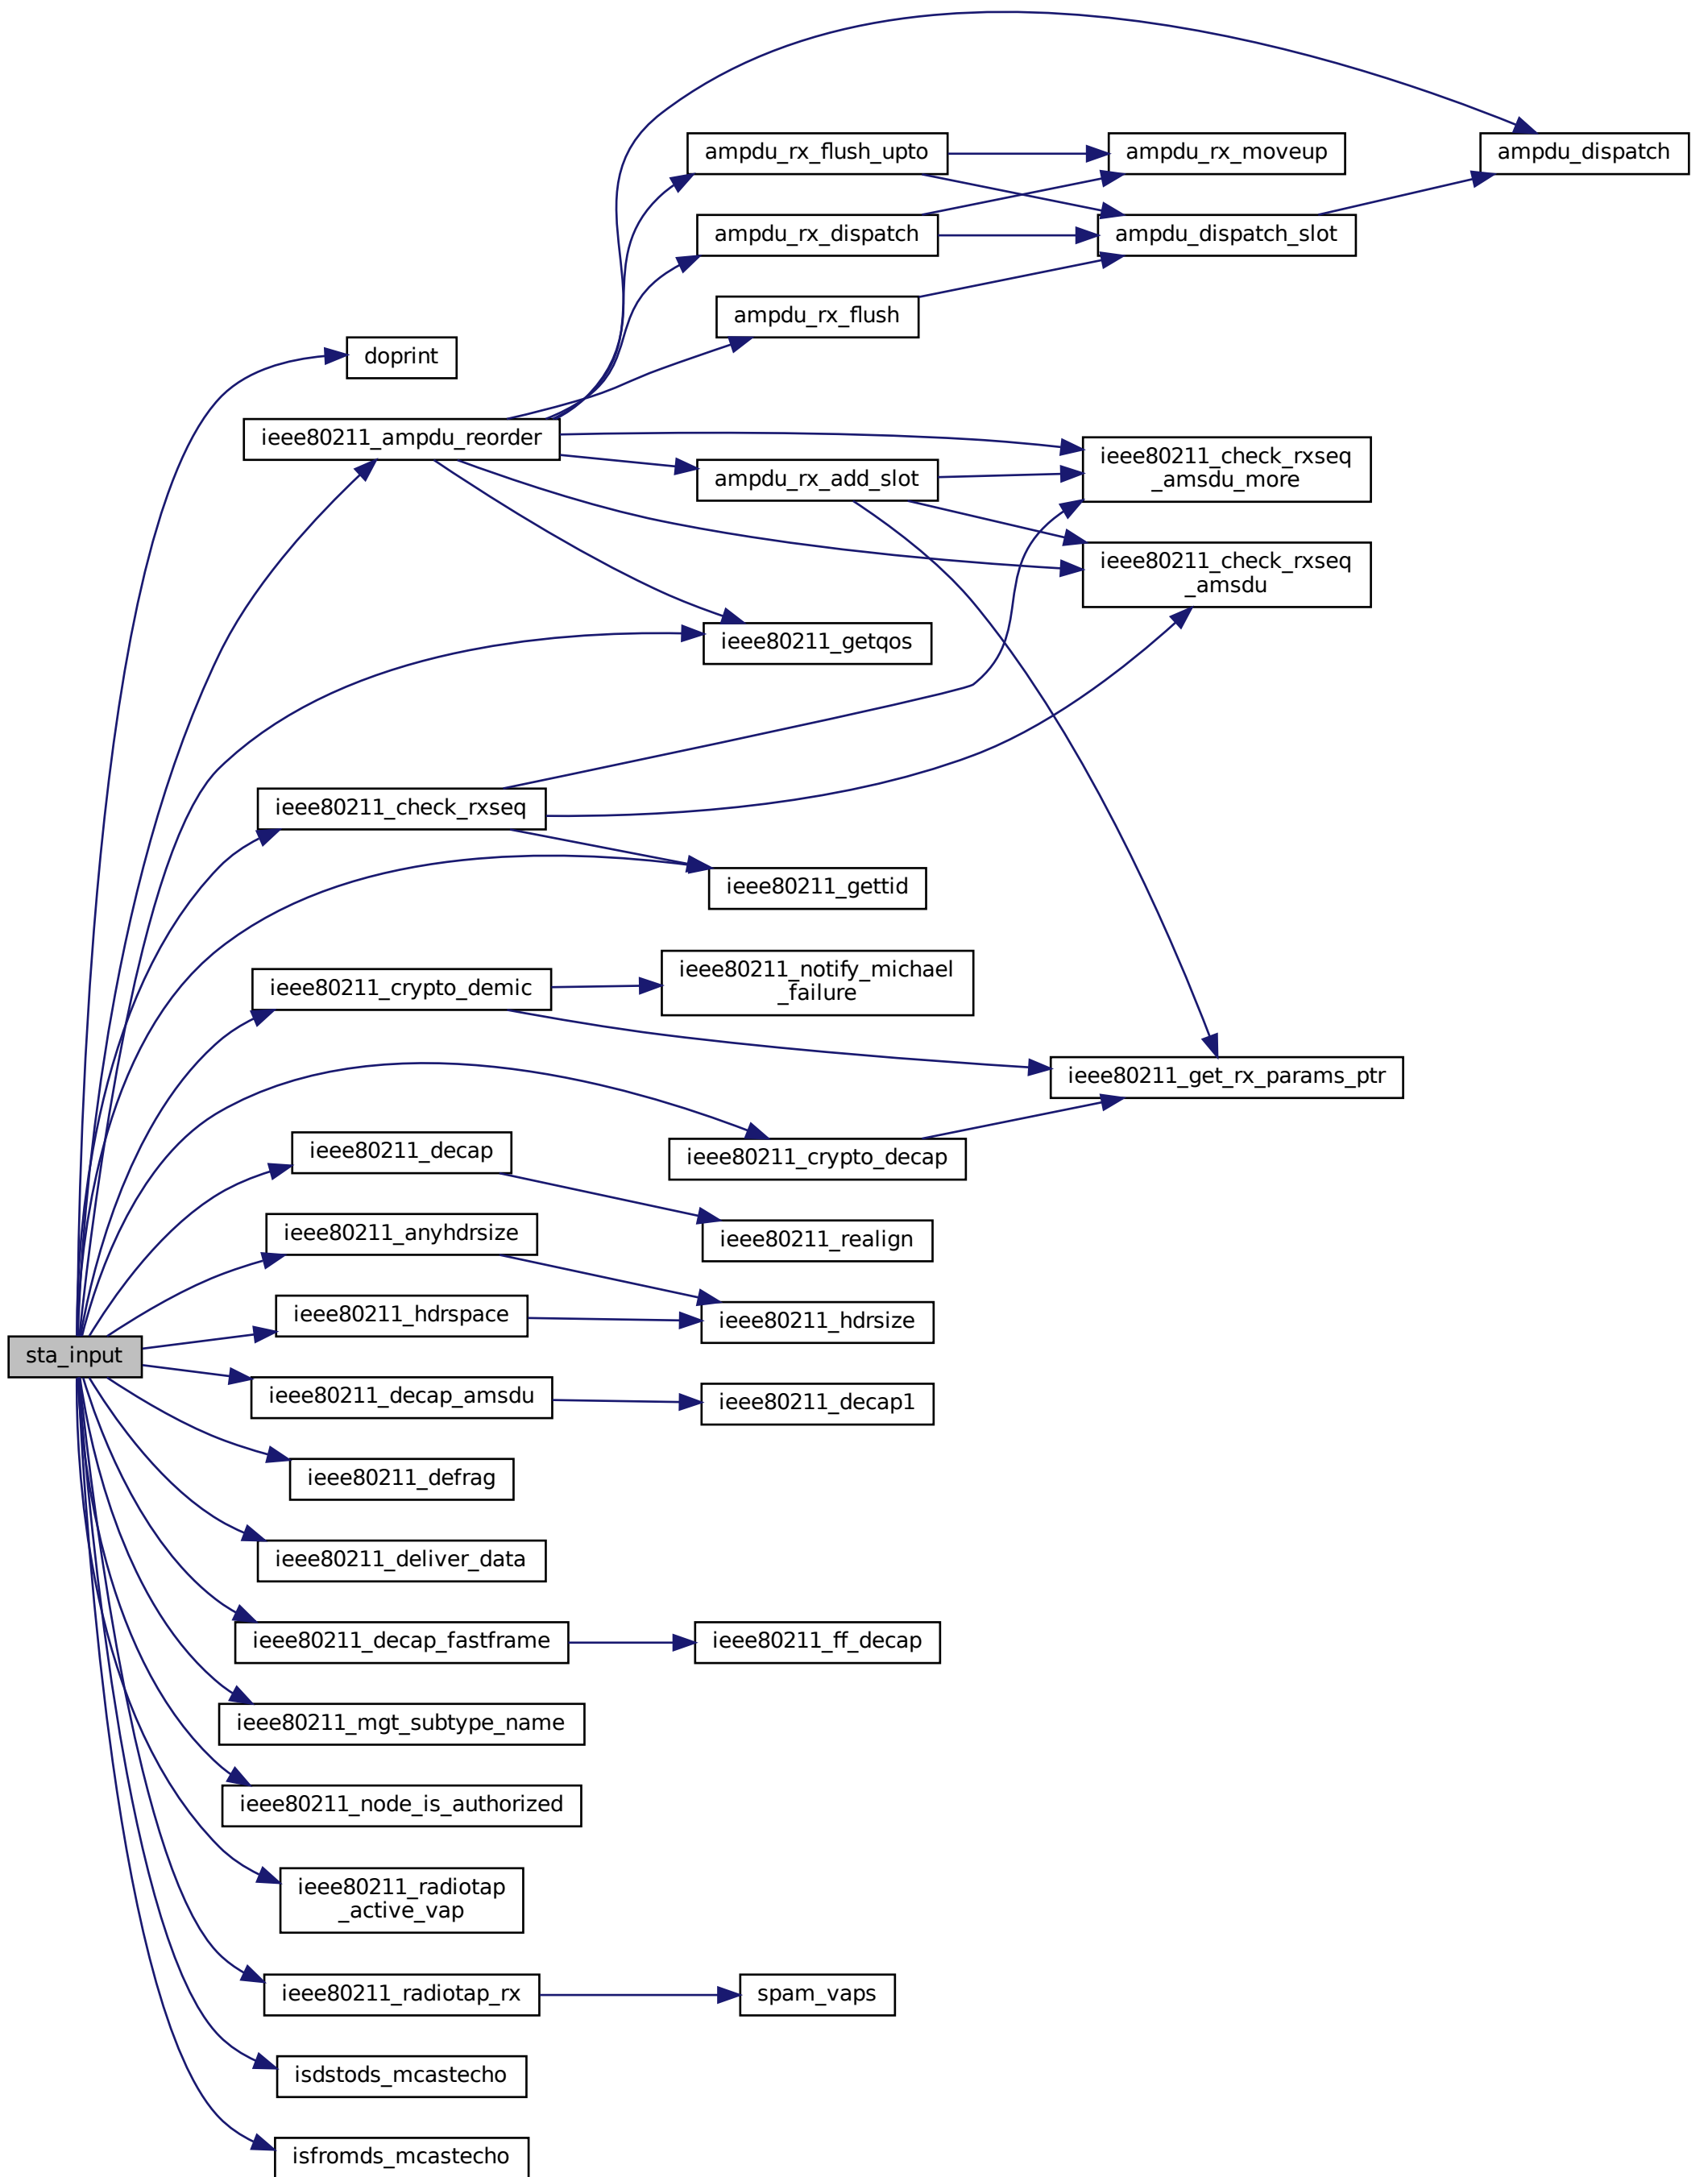 ampdu_rx_flush_upto
ampdu_rx_moveup
ampdu_dispatch
ampdu_rx_dispatch
ampdu_dispatch_slot
ampdu_rx_flush
doprint
ieee80211_ampdu_reorder
ieee80211_check_rxseq
_amsdu_more
ampdu_rx_add_slot
ieee80211_check_rxseq
_amsdu
ieee80211_getqos
ieee80211_check_rxseq
ieee80211_gettid
ieee80211_crypto_demic
ieee80211_notify_michael
_failure
ieee80211_get_rx_params_ptr
ieee80211_decap
ieee80211_crypto_decap
ieee80211_anyhdrsize
ieee80211_realign
ieee80211_hdrspace
ieee80211_hdrsize
sta_input
ieee80211_decap_amsdu
ieee80211_decap1
ieee80211_defrag
ieee80211_deliver_data
ieee80211_decap_fastframe
ieee80211_ff_decap
ieee80211_mgt_subtype_name
ieee80211_node_is_authorized
ieee80211_radiotap
_active_vap
ieee80211_radiotap_rx
spam_vaps
isdstods_mcastecho
isfromds_mcastecho